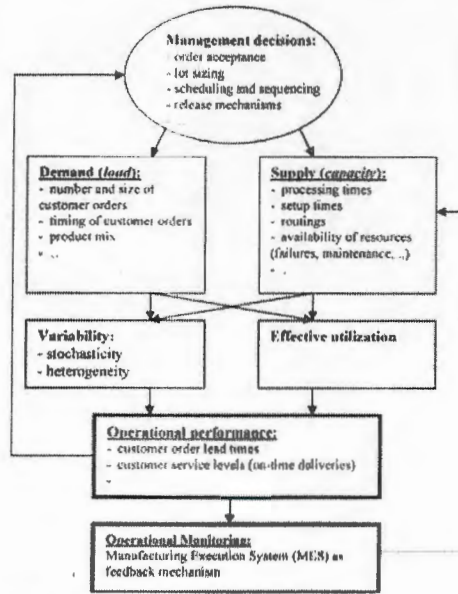 Management decisions:
- order acceptance
- lot sizing
- scheduling and sequencing
- release mechanisms
Demand (load):
- number and size of
customer orders
- timing of customer orders
- product mix
- ...
Supply (capacity):
- processing times
- setup times
- routings
- availability of resources
(failures, maintenance, ..)
- ...
Variability:
- stochasticity
- heterogeneity
Effective utilization
Operational performance:
- customer order lead times
- customer service levels (on-time deliveries)
-
Operational Monitoring:
Manufacturing Execution System (MES) as
feedback mechanism